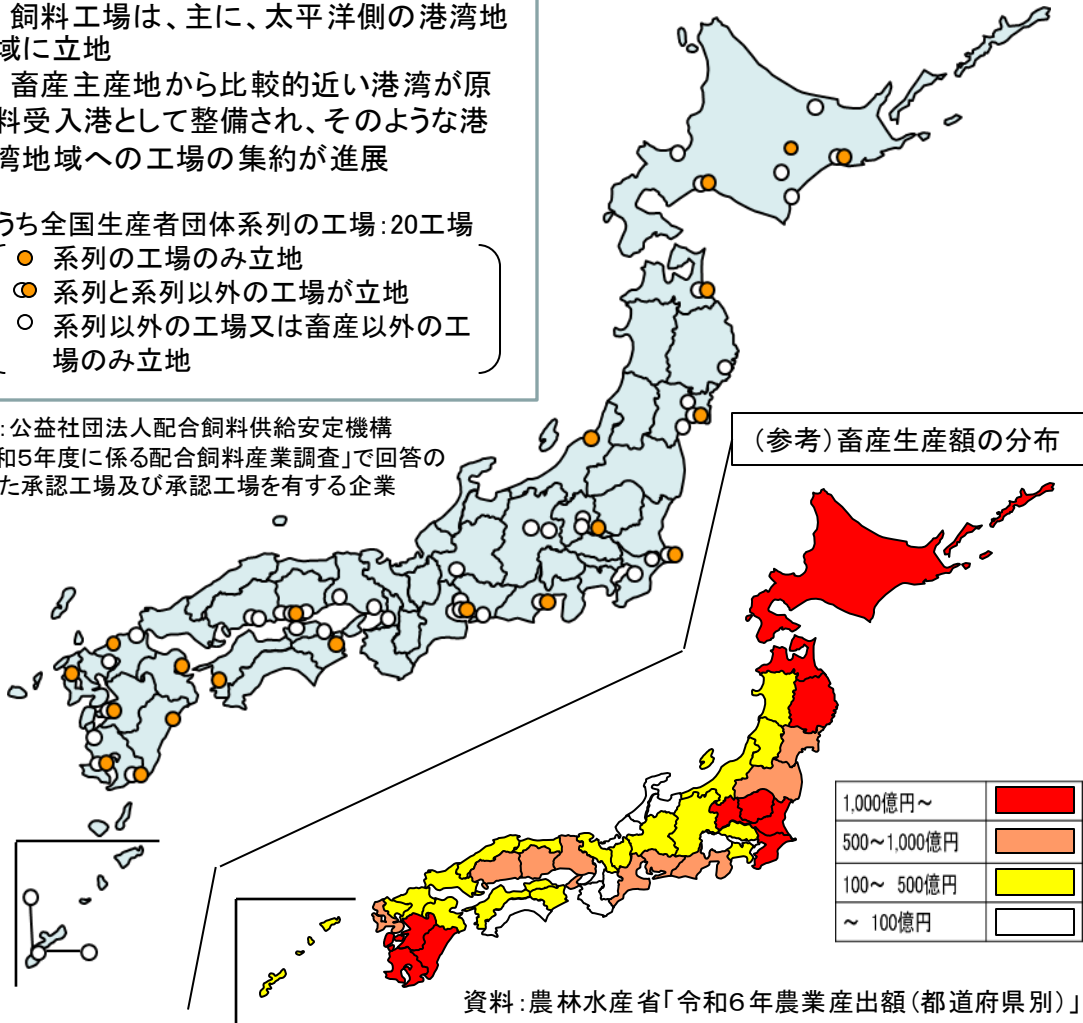 飼料工場は、主に、太平洋側の港湾地
域に立地
畜産主産地から比較的近い港湾が原
料受入港として整備され、そのような港
湾地域への工場の集約が進展
うち全国生産者団体系列の工場：20工場
系列の工場のみ立地
系列と系列以外の工場が立地
系列以外の工場又は畜産以外の工
場のみ立地
：公益社団法人配合飼料供給安定機構
和5年度に係る配合飼料産業調査」で回答の
た承認工場及び承認工場を有する企業
（参考）畜産生産額の分布
1,000億円～
500～1,000億円
100～ 500億円
～ 100億円
資料：農林水産省「令和6年農業産出額（都道府県別）」